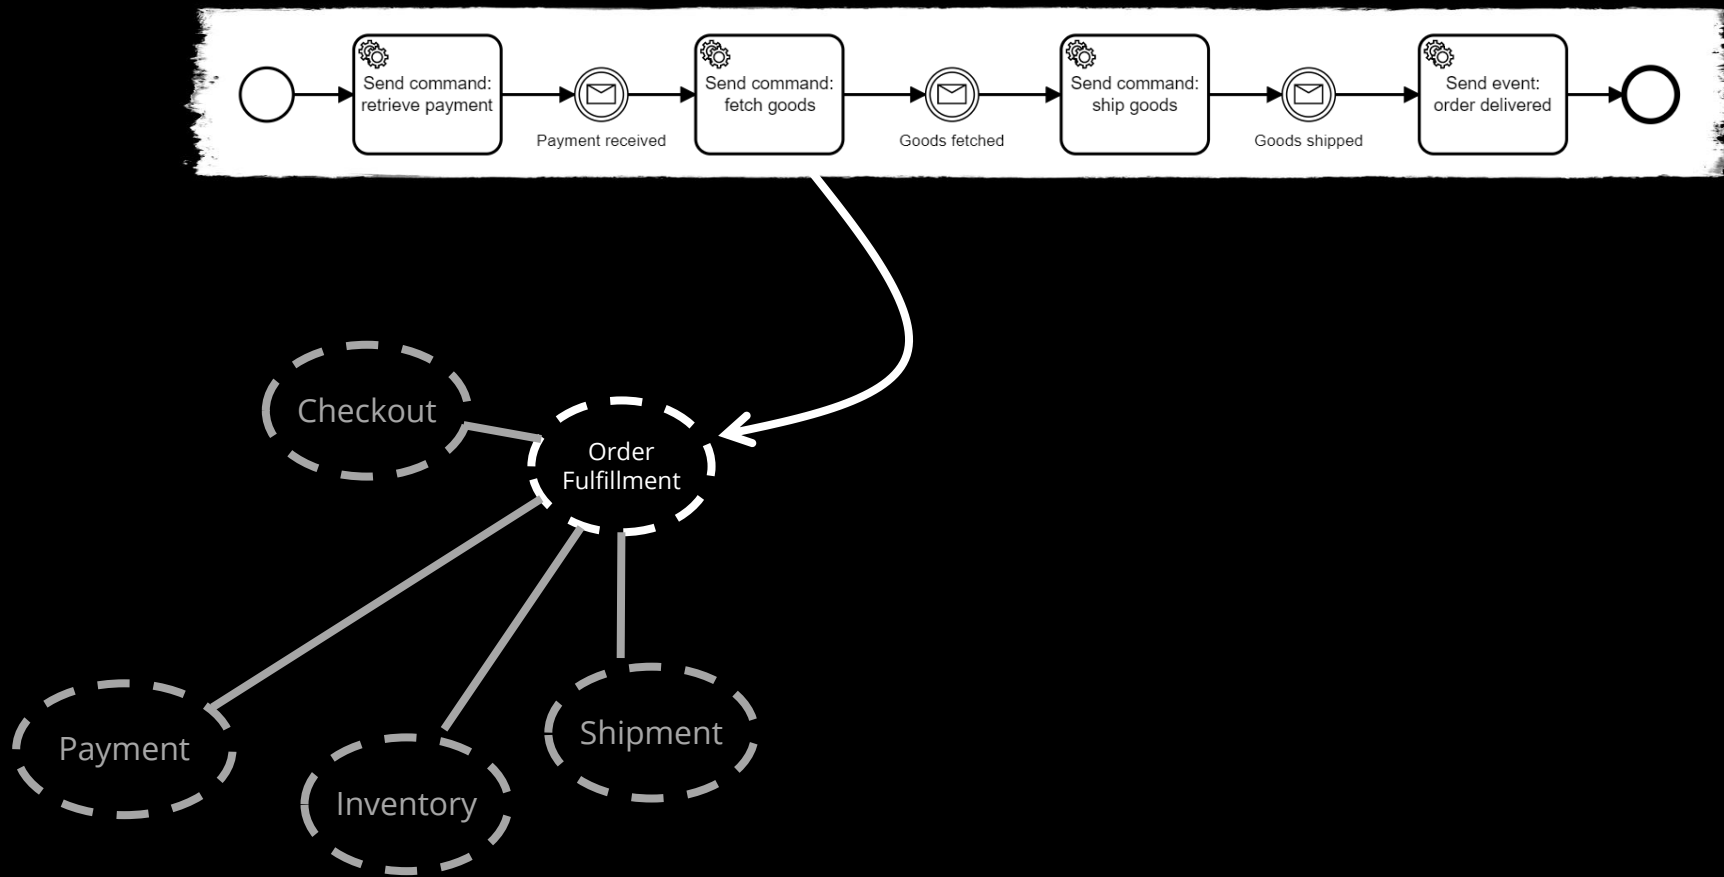 Send command:
retrieve payment
Payment received
Send command:
fetch goods
Goods fetched
Send command:
ship goods
Goods shipped
Send event:
order delivered
Checkout
Order
Fulfillment
Payment
Inventory
Shipment